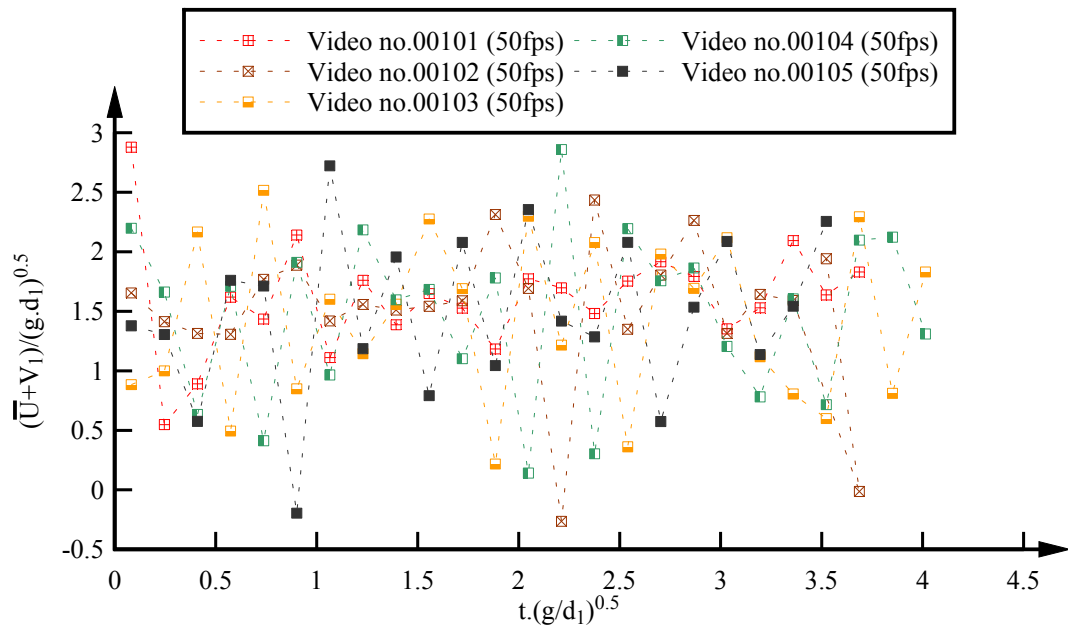 Video no.00101 (50fps)
Video no.00102 (50fps)
Video no.00103 (50fps)
Video no.00104 (50fps)
Video no.00105 (50fps)
(U̅+V₁)/(g.d₁)^0.5
3
2.5
2
1.5
1
0.5
0
-0.5
0 0.5 1 1.5 2 2.5 3 3.5 4 4.5
t.(g/d₁)^0.5